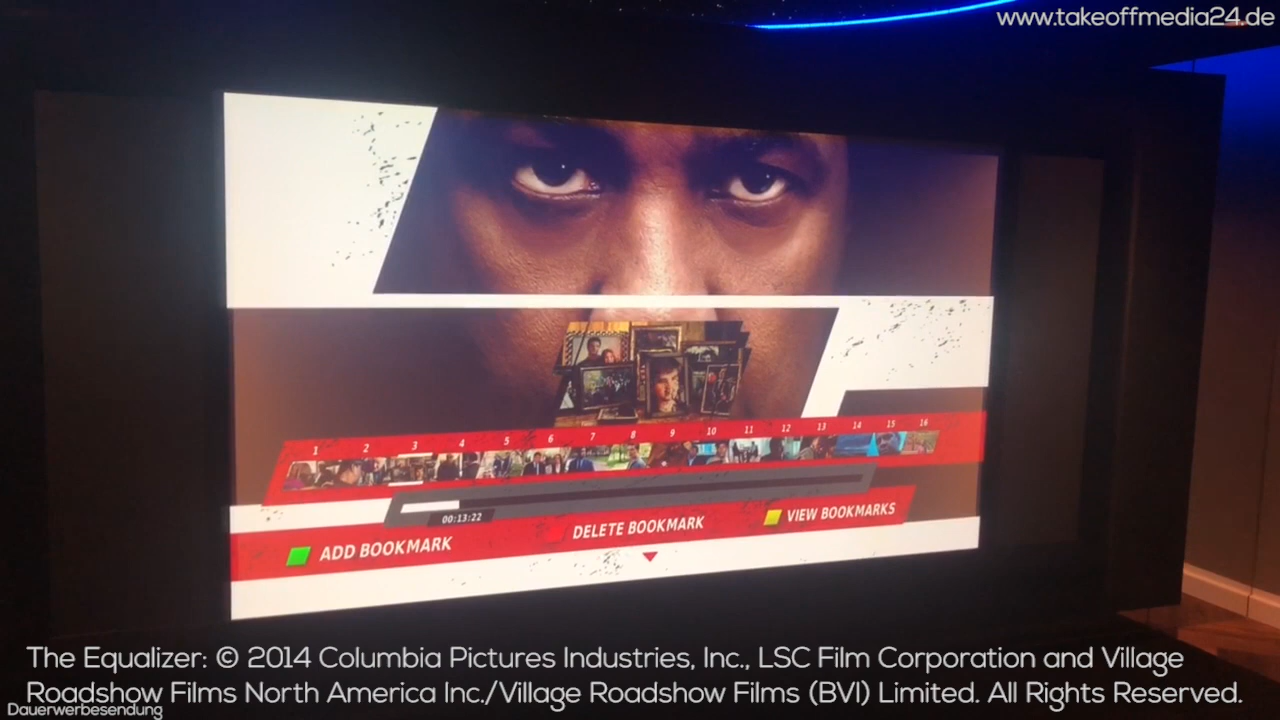 www.takeoffmedia24.de
1 2 3 4 5 6 7 8 9 10 11 12 13 14 15 16
00:13:22
ADD BOOKMARK DELETE BOOKMARK VIEW BOOKMARKS
The Equalizer: © 2014 Columbia Pictures Industries, Inc., LSC Film Corporation and Village
Roadshow Films North America Inc./Village Roadshow Films (BVI) Limited. All Rights Reserved.
Dauerwerbesendung